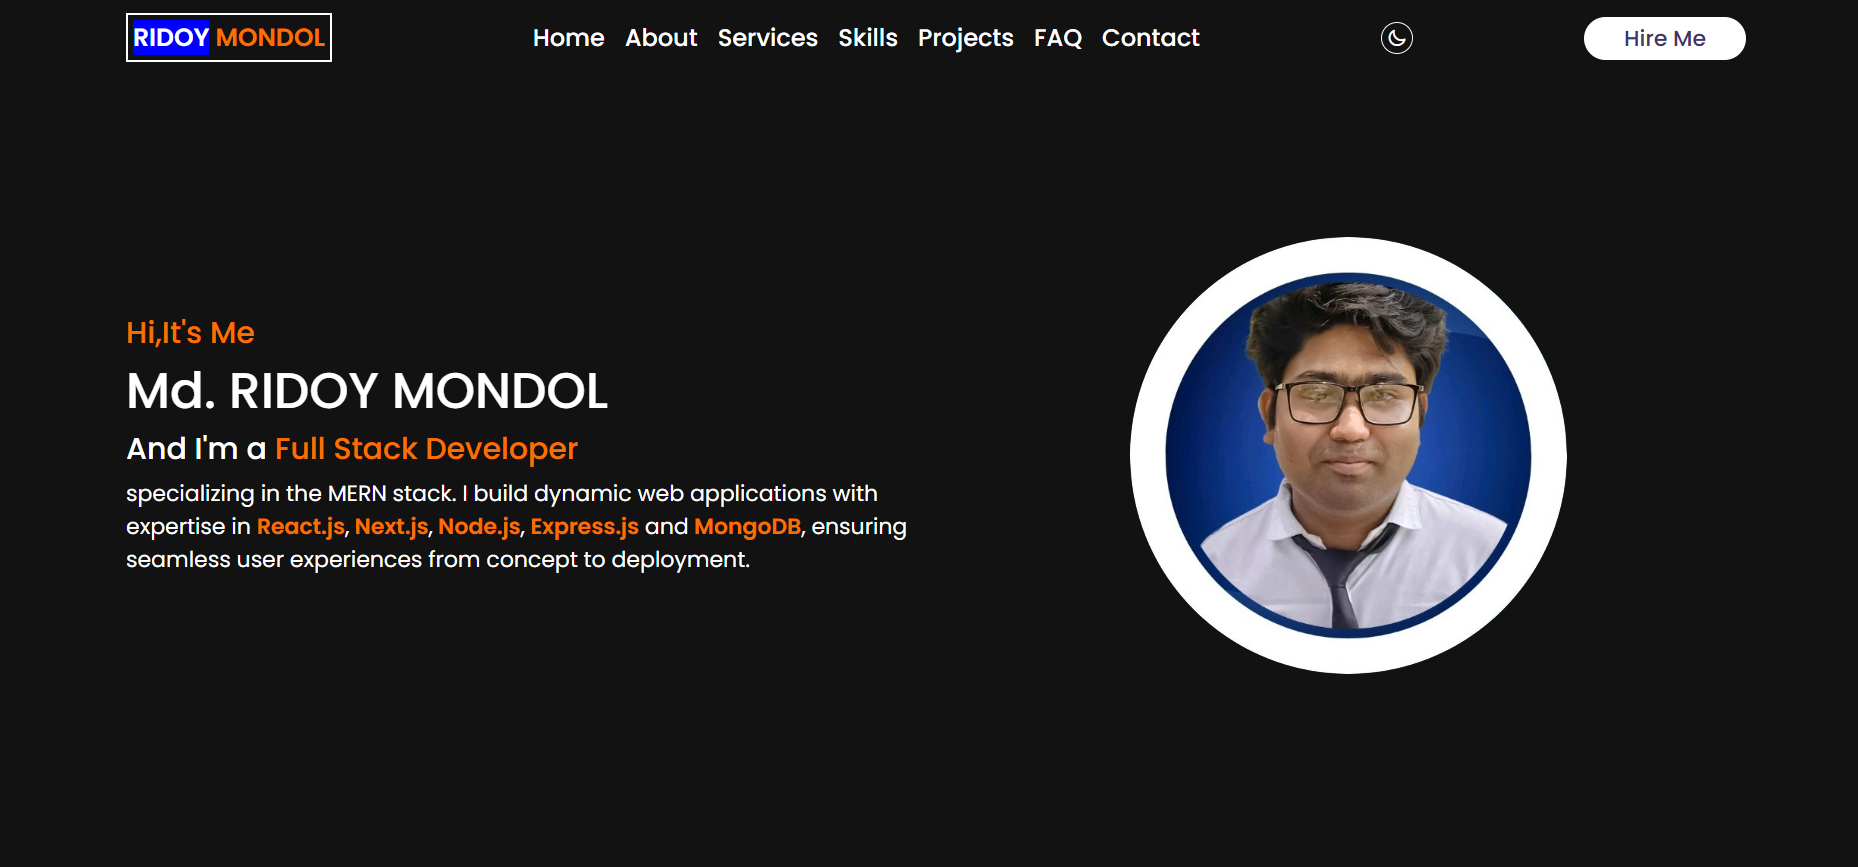 RIDOY MONDOL
Home About Services Skills Projects FAQ Contact
Hire Me
Hi,It's Me
Md. RIDOY MONDOL
And I'm a Full Stack Developer
specializing in the MERN stack. I build dynamic web applications with
expertise in React.js, Next.js, Node.js, Express.js and MongoDB, ensuring
seamless user experiences from concept to deployment.